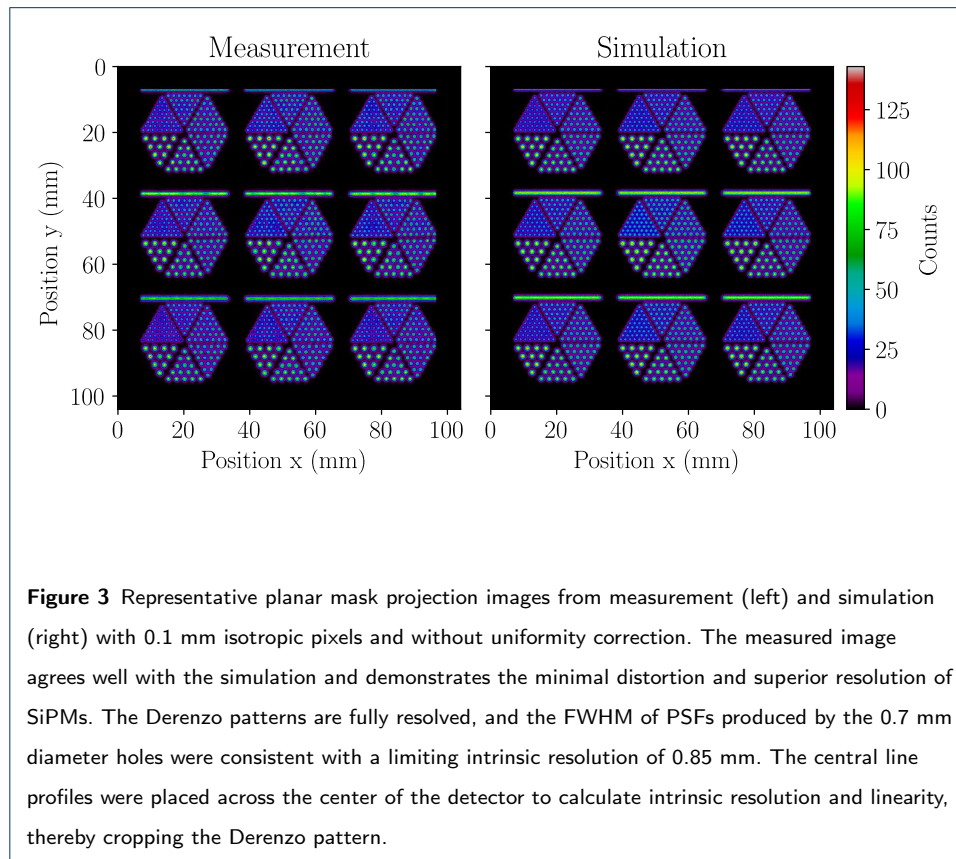 Measurement
Simulation
0
20
40
60
80
100
Position y (mm)
0
20
40
60
80
100
Position x (mm)
0
20
40
60
80
100
Position x (mm)
125
100
75
50
25
0
Counts
Figure 3 Representative planar mask projection images from measurement (left) and simulation
(right) with 0.1 mm isotropic pixels and without uniformity correction. The measured image
agrees well with the simulation and demonstrates the minimal distortion and superior resolution of
SiPMs. The Derenzo patterns are fully resolved, and the FWHM of PSFs produced by the 0.7 mm
diameter holes were consistent with a limiting intrinsic resolution of 0.85 mm. The central line
profiles were placed across the center of the detector to calculate intrinsic resolution and linearity,
thereby cropping the Derenzo pattern.